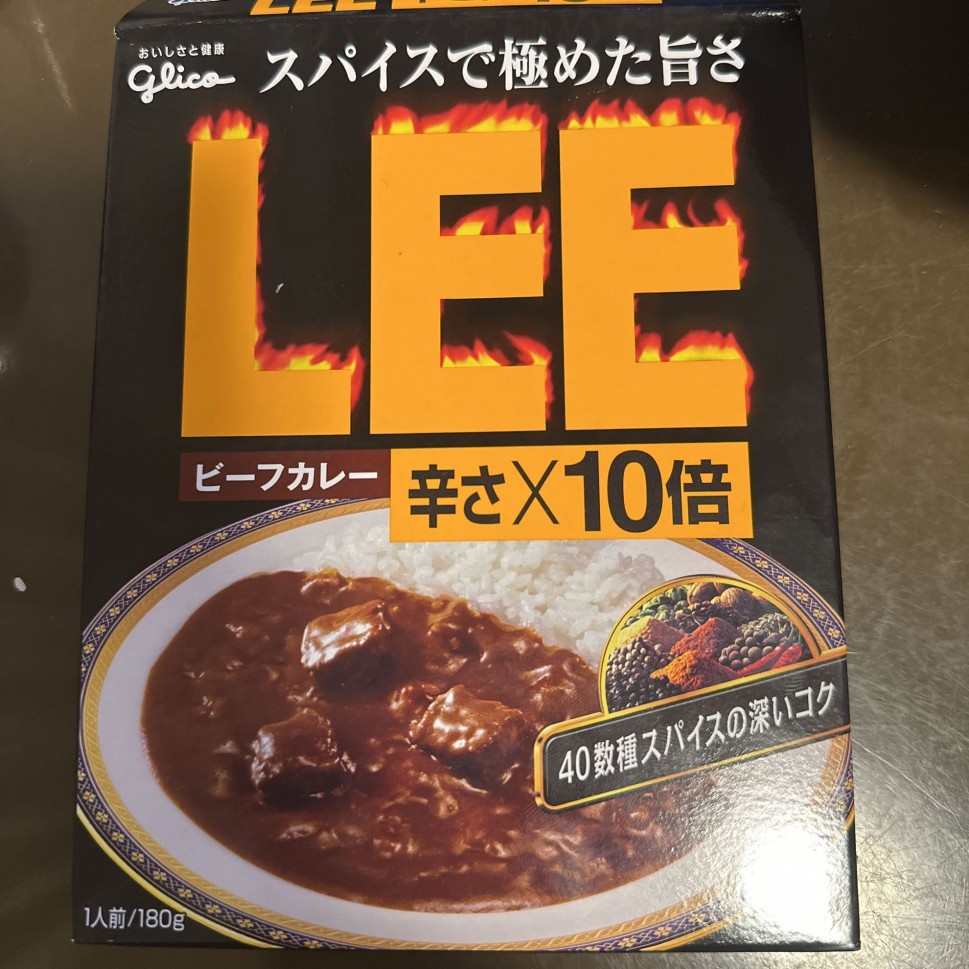 おいしさと健康
glico
スパイスで極めた旨さ
LEE
ビーフカレー
辛さ×10倍
40数種スパイスの深いコク
1人前/180g